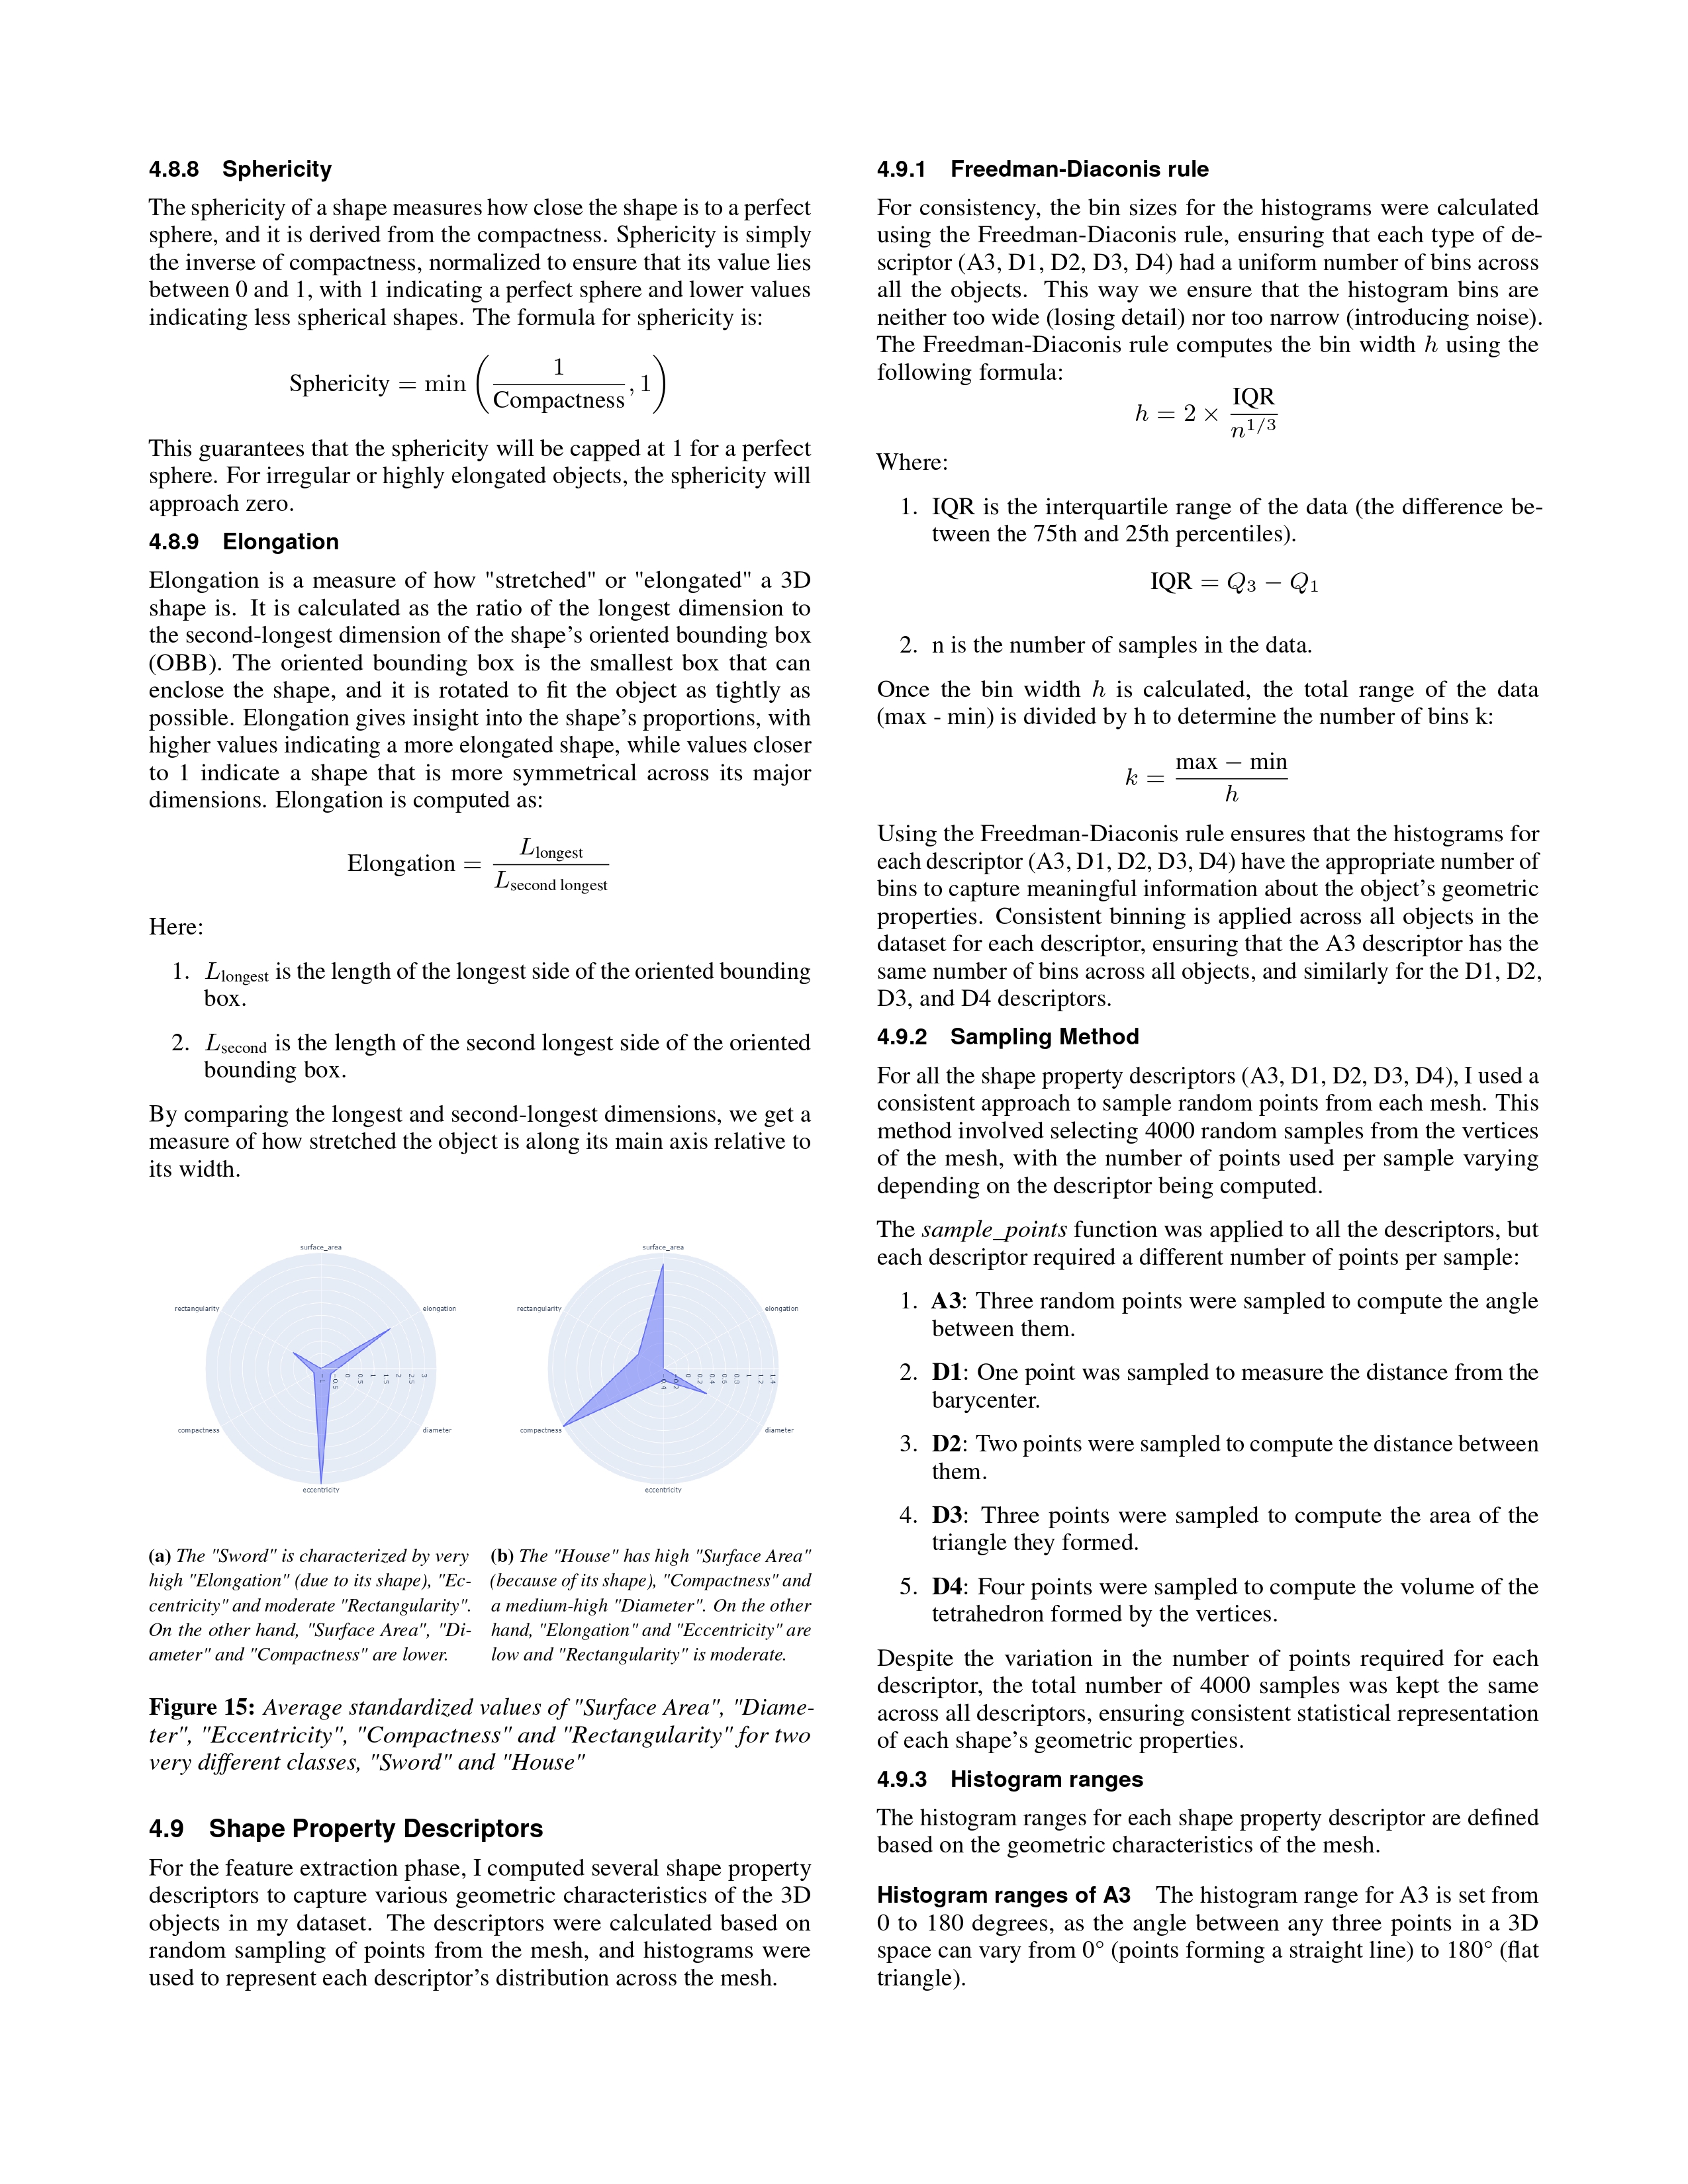 4.8.8 Sphericity
The sphericity of a shape measures how close the shape is to a perfect
sphere, and it is derived from the compactness. Sphericity is simply
the inverse of compactness, normalized to ensure that its value lies
between 0 and 1, with 1 indicating a perfect sphere and lower values
indicating less spherical shapes. The formula for sphericity is:
Sphericity = min ( 1 / Compactness , 1 )
This guarantees that the sphericity will be capped at 1 for a perfect
sphere. For irregular or highly elongated objects, the sphericity will
approach zero.
4.8.9 Elongation
Elongation is a measure of how "stretched" or "elongated" a 3D
shape is. It is calculated as the ratio of the longest dimension to
the second-longest dimension of the shape's oriented bounding box
(OBB). The oriented bounding box is the smallest box that can
enclose the shape, and it is rotated to fit the object as tightly as
possible. Elongation gives insight into the shape's proportions, with
higher values indicating a more elongated shape, while values closer
to 1 indicate a shape that is more symmetrical across its major
dimensions. Elongation is computed as:
Elongation = L longest / L second longest
Here:
1. L longest is the length of the longest side of the oriented bounding
box.
2. L second is the length of the second longest side of the oriented
bounding box.
By comparing the longest and second-longest dimensions, we get a
measure of how stretched the object is along its main axis relative to
its width.
surface_area
rectangularity
elongation
−1 −0.5 0 0.5 1 1.5 2 2.5 3
compactness
diameter
eccentricity
surface_area
rectangularity
elongation
0 0.2 0.4 0.6 0.8 1 1.2 1.4
compactness
diameter
eccentricity
(a) The "Sword" is characterized by very
high "Elongation" (due to its shape), "Ec-
centricity" and moderate "Rectangularity".
On the other hand, "Surface Area", "Di-
ameter" and "Compactness" are lower.
(b) The "House" has high "Surface Area"
(because of its shape), "Compactness" and
a medium-high "Diameter". On the other
hand, "Elongation" and "Eccentricity" are
low and "Rectangularity" is moderate.
Figure 15: Average standardized values of "Surface Area", "Diame-
ter", "Eccentricity", "Compactness" and "Rectangularity" for two
very different classes, "Sword" and "House"
4.9 Shape Property Descriptors
For the feature extraction phase, I computed several shape property
descriptors to capture various geometric characteristics of the 3D
objects in my dataset. The descriptors were calculated based on
random sampling of points from the mesh, and histograms were
used to represent each descriptor's distribution across the mesh.
4.9.1 Freedman-Diaconis rule
For consistency, the bin sizes for the histograms were calculated
using the Freedman-Diaconis rule, ensuring that each type of de-
scriptor (A3, D1, D2, D3, D4) had a uniform number of bins across
all the objects. This way we ensure that the histogram bins are
neither too wide (losing detail) nor too narrow (introducing noise).
The Freedman-Diaconis rule computes the bin width h using the
following formula:
h = 2 × IQR / n^1/3
Where:
1. IQR is the interquartile range of the data (the difference be-
tween the 75th and 25th percentiles).
IQR = Q3 − Q1
2. n is the number of samples in the data.
Once the bin width h is calculated, the total range of the data
(max - min) is divided by h to determine the number of bins k:
k = max − min / h
Using the Freedman-Diaconis rule ensures that the histograms for
each descriptor (A3, D1, D2, D3, D4) have the appropriate number of
bins to capture meaningful information about the object's geometric
properties. Consistent binning is applied across all objects in the
dataset for each descriptor, ensuring that the A3 descriptor has the
same number of bins across all objects, and similarly for the D1, D2,
D3, and D4 descriptors.
4.9.2 Sampling Method
For all the shape property descriptors (A3, D1, D2, D3, D4), I used a
consistent approach to sample random points from each mesh. This
method involved selecting 4000 random samples from the vertices
of the mesh, with the number of points used per sample varying
depending on the descriptor being computed.
The sample_points function was applied to all the descriptors, but
each descriptor required a different number of points per sample:
1. A3: Three random points were sampled to compute the angle
between them.
2. D1: One point was sampled to measure the distance from the
barycenter.
3. D2: Two points were sampled to compute the distance between
them.
4. D3: Three points were sampled to compute the area of the
triangle they formed.
5. D4: Four points were sampled to compute the volume of the
tetrahedron formed by the vertices.
Despite the variation in the number of points required for each
descriptor, the total number of 4000 samples was kept the same
across all descriptors, ensuring consistent statistical representation
of each shape's geometric properties.
4.9.3 Histogram ranges
The histogram ranges for each shape property descriptor are defined
based on the geometric characteristics of the mesh.
Histogram ranges of A3 The histogram range for A3 is set from
0 to 180 degrees, as the angle between any three points in a 3D
space can vary from 0° (points forming a straight line) to 180° (flat
triangle).